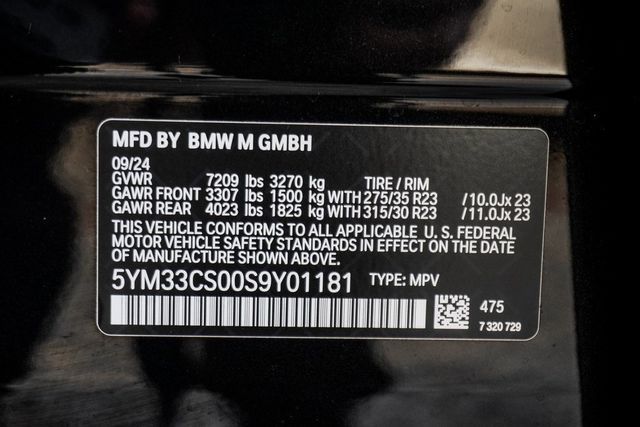 MFD BY BMW M GMBH
09/24
GVWR 7209 lbs 3270 kg TIRE / RIM
GAWR FRONT 3307 lbs 1500 kg WITH 275/35 R23 /10.0Jx 23
GAWR REAR 4023 lbs 1825 kg WITH 315/30 R23 /11.0Jx 23
THIS VEHICLE CONFORMS TO ALL APPLICABLE U. S. FEDERAL
MOTOR VEHICLE SAFETY STANDARDS IN EFFECT ON THE DATE
OF MANUFACTURE SHOWN ABOVE.
5YM33CS00S9Y01181 TYPE: MPV
475
7 320 729